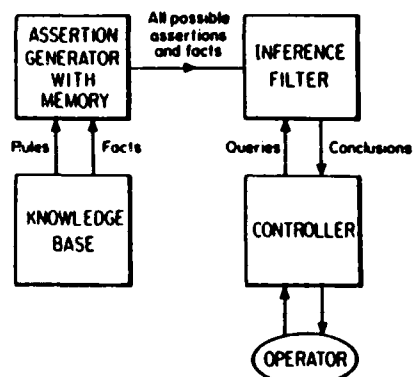 ASSERTION
GENERATOR
WITH
MEMORY
All possible
assertions
and facts
INFERENCE
FILTER
Rules
Facts
Queries
Conclusions
KNOWLEDGE
BASE
CONTROLLER
OPERATOR